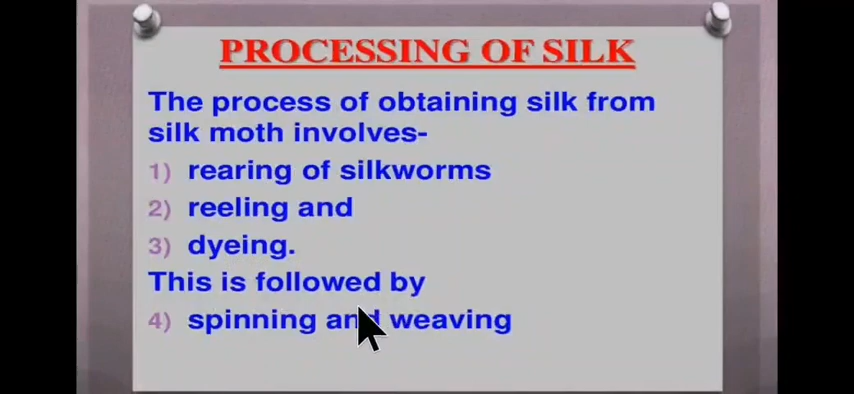 PROCESSING OF SILK
The process of obtaining silk from
silk moth involves-
1) rearing of silkworms
2) reeling and
3) dyeing.
This is followed by
4) spinning and weaving